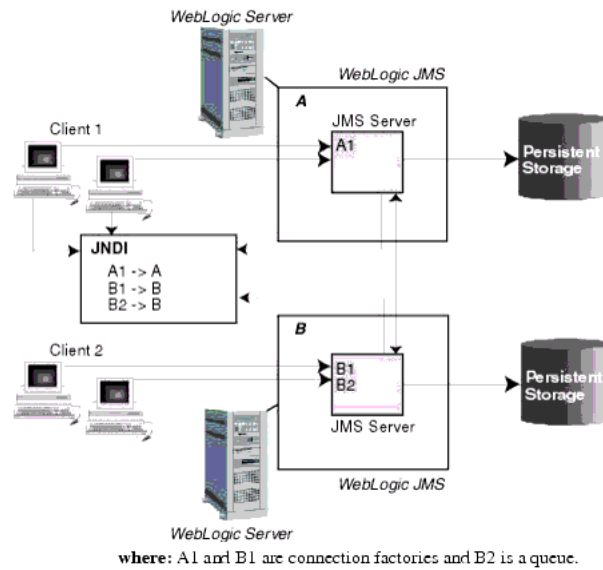 WebLogic Server
WebLogic JMS
A
JMS Server
A1
Client 1
Persistent
Storage
JNDI
A1 -> A
B1 -> B
B2 -> B
Client 2
B
B1
B2
JMS Server
Persistent
Storage
WebLogic JMS
WebLogic Server
where: A1 and B1 are connection factories and B2 is a queue.